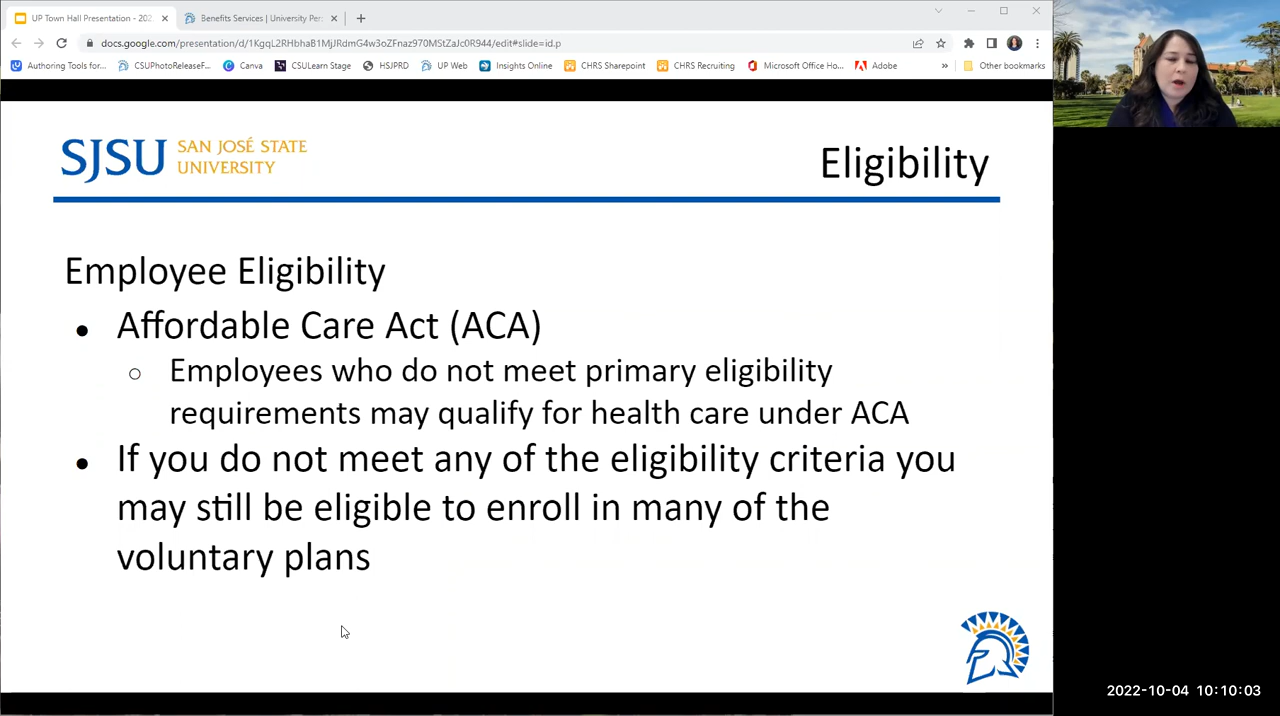 UP Town Hall Presentation - 202
Benefits Services | University Per
docs.google.com/presentation/d/1KgqL2RHbhaB1MjJRdmG4w3oZFnaz970MStZaJc0R944/edit#slide=id.p
Authoring Tools for...
CSUPhotoReleaseF...
Canva
CSULearn Stage
HSJPRD
UP Web
Insights Online
CHRS Sharepoint
CHRS Recruiting
Microsoft Office Ho...
Adobe
»
Other bookmarks
SJSU SAN JOSÉ STATE
UNIVERSITY
Eligibility
Employee Eligibility
● Affordable Care Act (ACA)
○ Employees who do not meet primary eligibility
requirements may qualify for health care under ACA
● If you do not meet any of the eligibility criteria you
may still be eligible to enroll in many of the
voluntary plans
2022-10-04 10:10:03